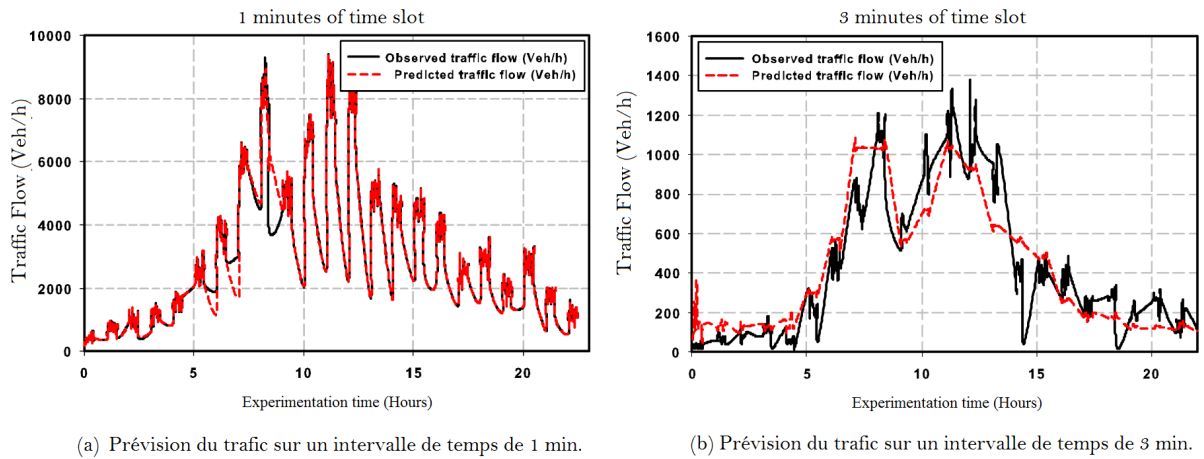 1 minutes of time slot
10000
8000
6000
4000
2000
0
Traffic Flow (Veh/h)
Observed traffic flow (Veh/h)
Predicted traffic flow (Veh/h)
0 5 10 15 20
Experimentation time (Hours)
(a) Prévision du trafic sur un intervalle de temps de 1 min.
3 minutes of time slot
1600
1400
1200
1000
800
600
400
200
0
Traffic Flow (Veh/h)
Observed traffic flow (Veh/h)
Predicted traffic flow (Veh/h)
0 5 10 15 20
Experimentation time (Hours)
(b) Prévision du trafic sur un intervalle de temps de 3 min.